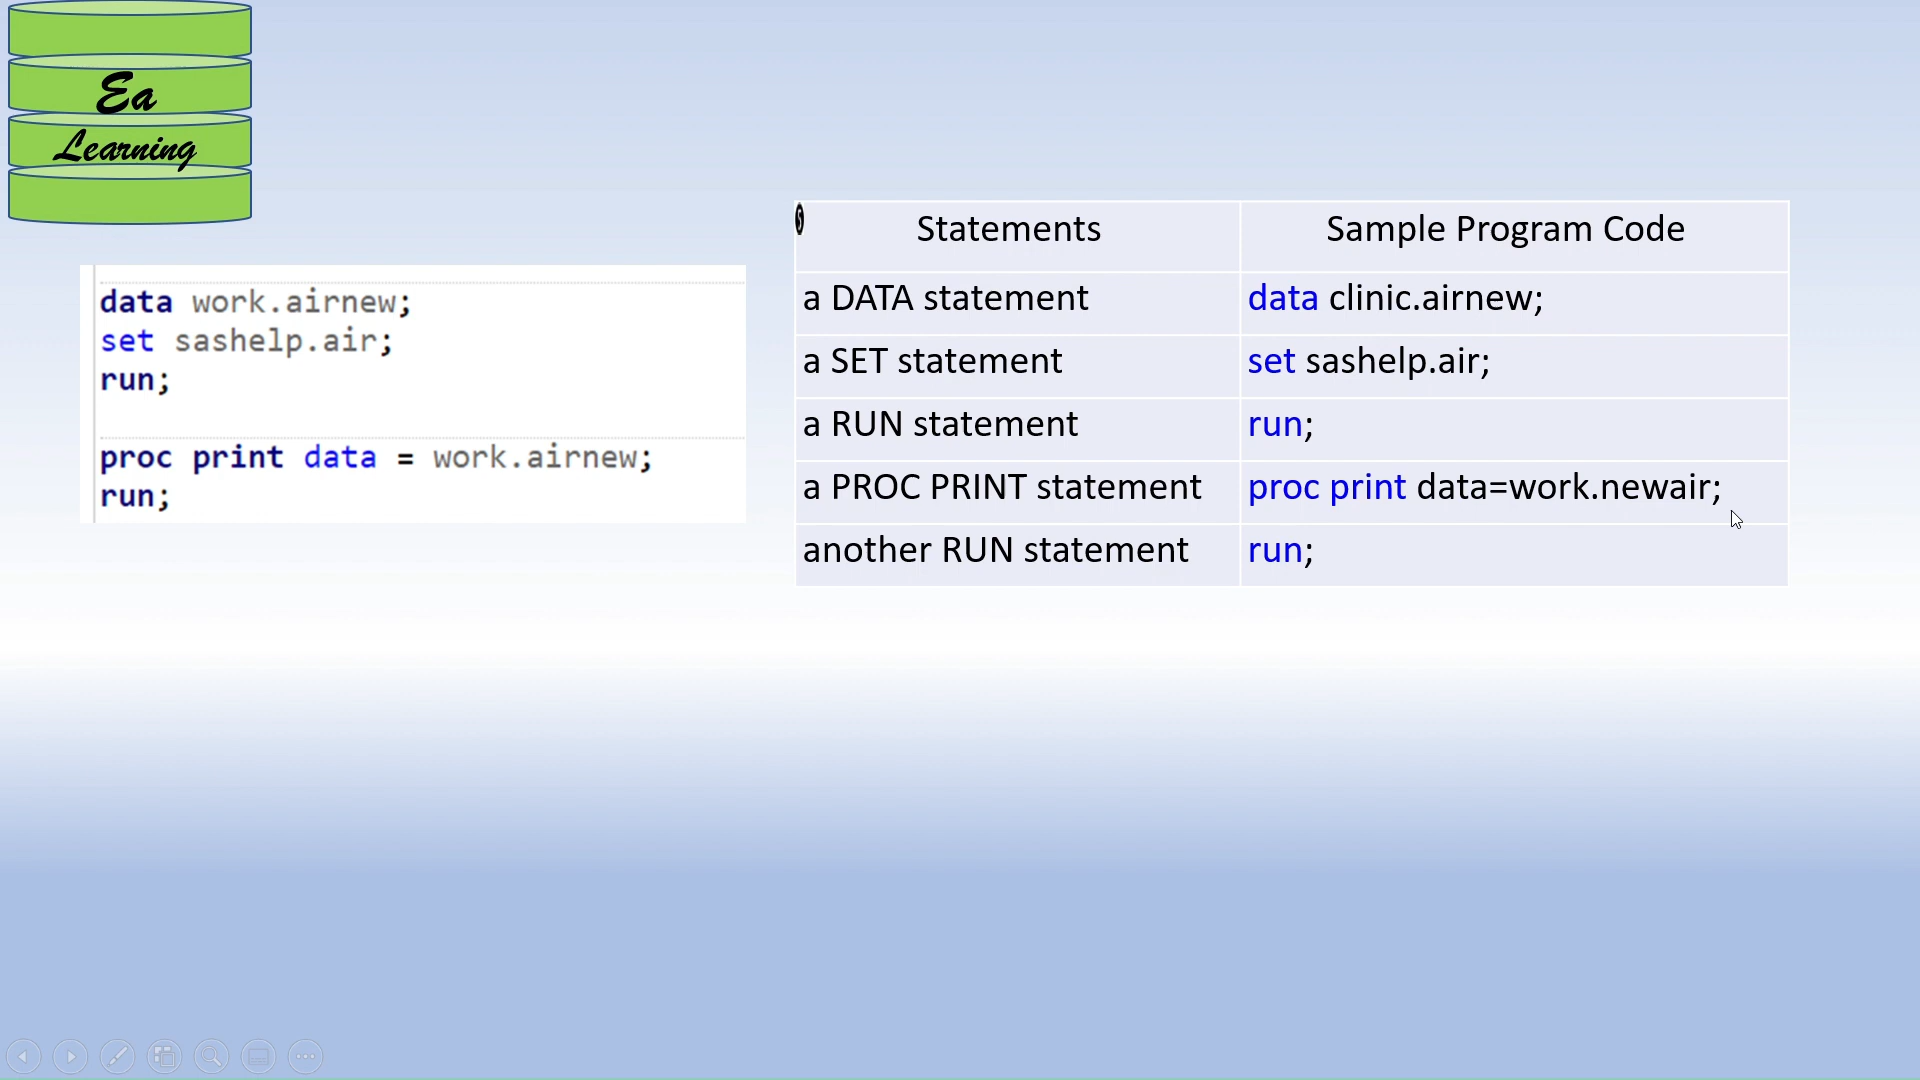 Ea
Learning
data work.airnew;
set sashelp.air;
run;
proc print data = work.airnew;
run;
Statements Sample Program Code
a DATA statement data clinic.airnew;
a SET statement set sashelp.air;
a RUN statement run;
a PROC PRINT statement proc print data=work.newair;
another RUN statement run;